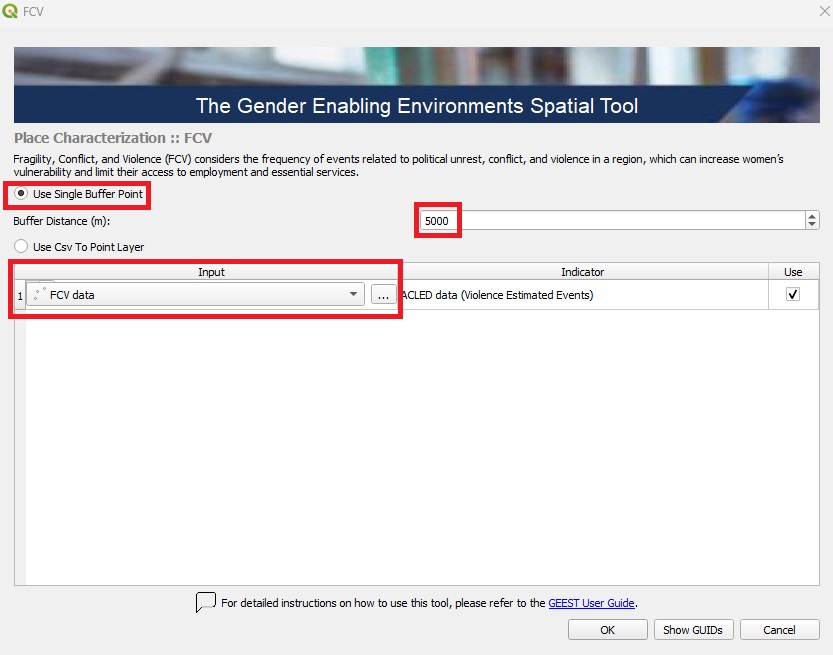 FCV
The Gender Enabling Environments Spatial Tool
Place Characterization :: FCV
Fragility, Conflict, and Violence (FCV) considers the frequency of events related to political unrest, conflict, and violence in a region, which can increase women's
vulnerability and limit their access to employment and essential services.
Use Single Buffer Point
Buffer Distance (m): 5000
Use Csv To Point Layer
Input Indicator Use
1 FCV data ... ACLED data (Violence Estimated Events)
For detailed instructions on how to use this tool, please refer to the GEEST User Guide.
OK Show GUIDs Cancel